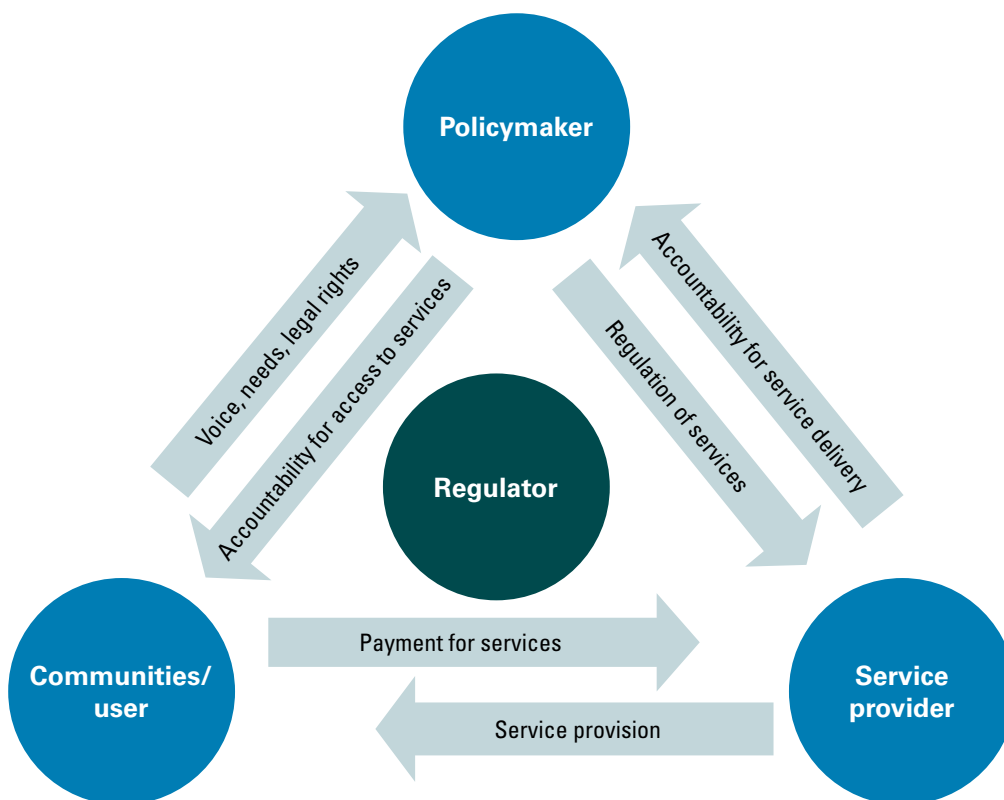 Policymaker
Voice, needs, legal rights
Accountability for access to services
Regulation of services
Accountability for service delivery
Regulator
Communities/
user
Payment for services
Service provision
Service
provider